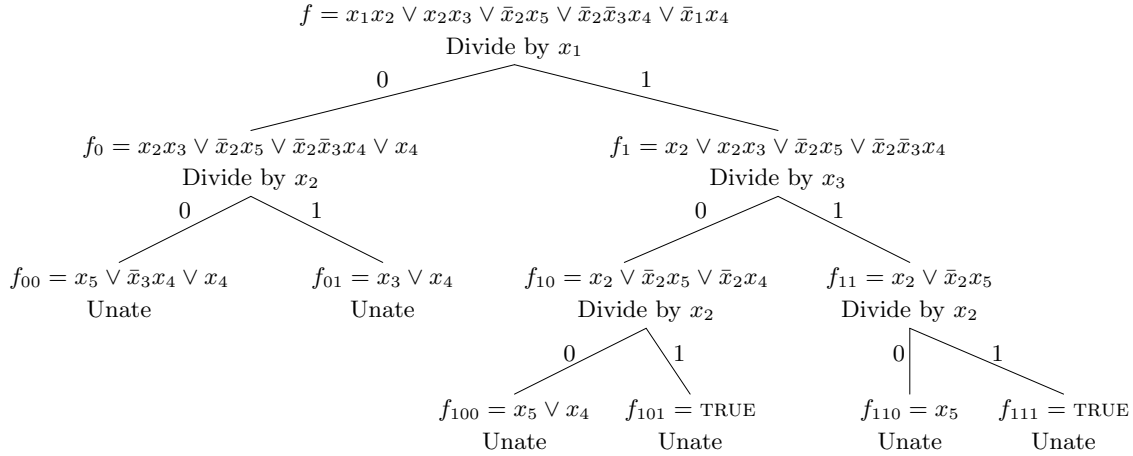 f = x₁x₂ ∨ x₂x₃ ∨ x̄₂x₅ ∨ x̄₂x̄₃x₄ ∨ x̄₁x₄
Divide by x₁
0 1
f₀ = x₂x₃ ∨ x̄₂x₅ ∨ x̄₂x̄₃x₄ ∨ x₄ f₁ = x₂ ∨ x₂x₃ ∨ x̄₂x₅ ∨ x̄₂x̄₃x₄
Divide by x₂ Divide by x₃
0 1 0 1
f₀₀ = x₅ ∨ x̄₃x₄ ∨ x₄ f₀₁ = x₃ ∨ x₄ f₁₀ = x₂ ∨ x̄₂x₅ ∨ x̄₂x₄ f₁₁ = x₂ ∨ x̄₂x₅
Unate Unate Divide by x₂ Divide by x₂
0 1 0 1
f₁₀₀ = x₅ ∨ x₄ f₁₀₁ = TRUE f₁₁₀ = x₅ f₁₁₁ = TRUE
Unate Unate Unate Unate